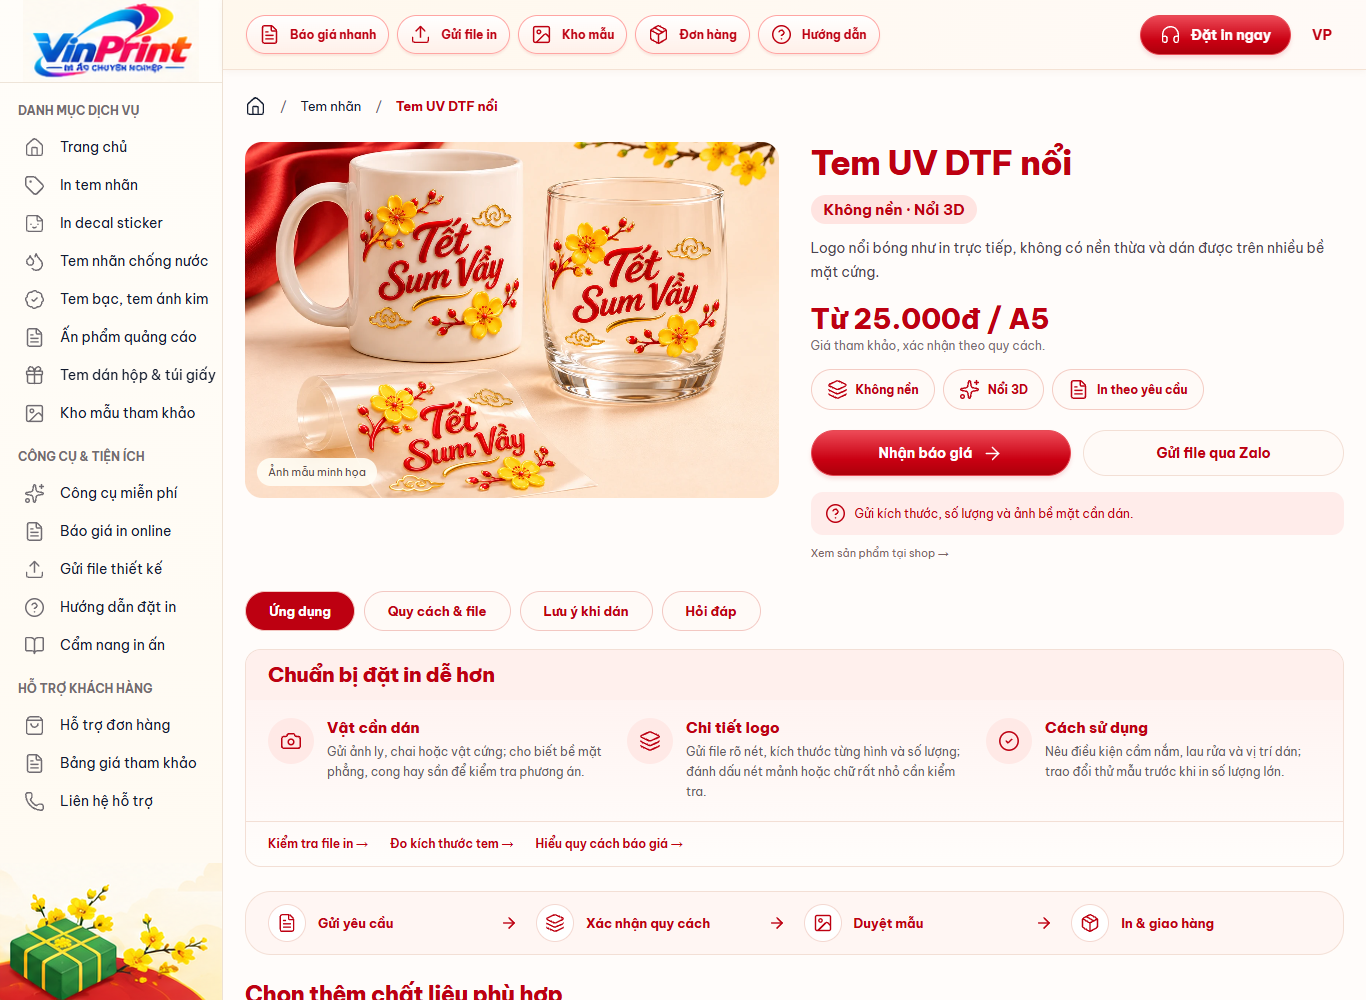 VinPrint
IN ẤN CHUYÊN NGHIỆP
Báo giá nhanh
Gửi file in
Kho mẫu
Đơn hàng
Hướng dẫn
Đặt in ngay
VP
DANH MỤC DỊCH VỤ
Trang chủ
In tem nhãn
In decal sticker
Tem nhãn chống nước
Tem bạc, tem ánh kim
Ấn phẩm quảng cáo
Tem dán hộp & túi giấy
Kho mẫu tham khảo
CÔNG CỤ & TIỆN ÍCH
Công cụ miễn phí
Báo giá in online
Gửi file thiết kế
Hướng dẫn đặt in
Cẩm nang in ấn
HỖ TRỢ KHÁCH HÀNG
Hỗ trợ đơn hàng
Bảng giá tham khảo
Liên hệ hỗ trợ
/ Tem nhãn / Tem UV DTF nổi
Tết
Sum Vầy
Tết
Sum Vầy
Tết
Sum Vầy
Ảnh mẫu minh họa
Tem UV DTF nổi
Không nền · Nổi 3D
Logo nổi bóng như in trực tiếp, không có nền thừa và dán được trên nhiều bề
mặt cứng.
Từ 25.000đ / A5
Giá tham khảo, xác nhận theo quy cách.
Không nền
Nổi 3D
In theo yêu cầu
Nhận báo giá →
Gửi file qua Zalo
Gửi kích thước, số lượng và ảnh bề mặt cần dán.
Xem sản phẩm tại shop →
Ứng dụng
Quy cách & file
Lưu ý khi dán
Hỏi đáp
Chuẩn bị đặt in dễ hơn
Vật cần dán
Gửi ảnh ly, chai hoặc vật cứng; cho biết bề mặt
phẳng, cong hay sần để kiểm tra phương án.
Chi tiết logo
Gửi file rõ nét, kích thước từng hình và số lượng;
đánh dấu nét mảnh hoặc chữ rất nhỏ cần kiểm
tra.
Cách sử dụng
Nêu điều kiện cầm nắm, lau rửa và vị trí dán;
trao đổi thử mẫu trước khi in số lượng lớn.
Kiểm tra file in → Đo kích thước tem → Hiểu quy cách báo giá →
Gửi yêu cầu → Xác nhận quy cách → Duyệt mẫu → In & giao hàng
Chọn thêm chất liệu phù hợp